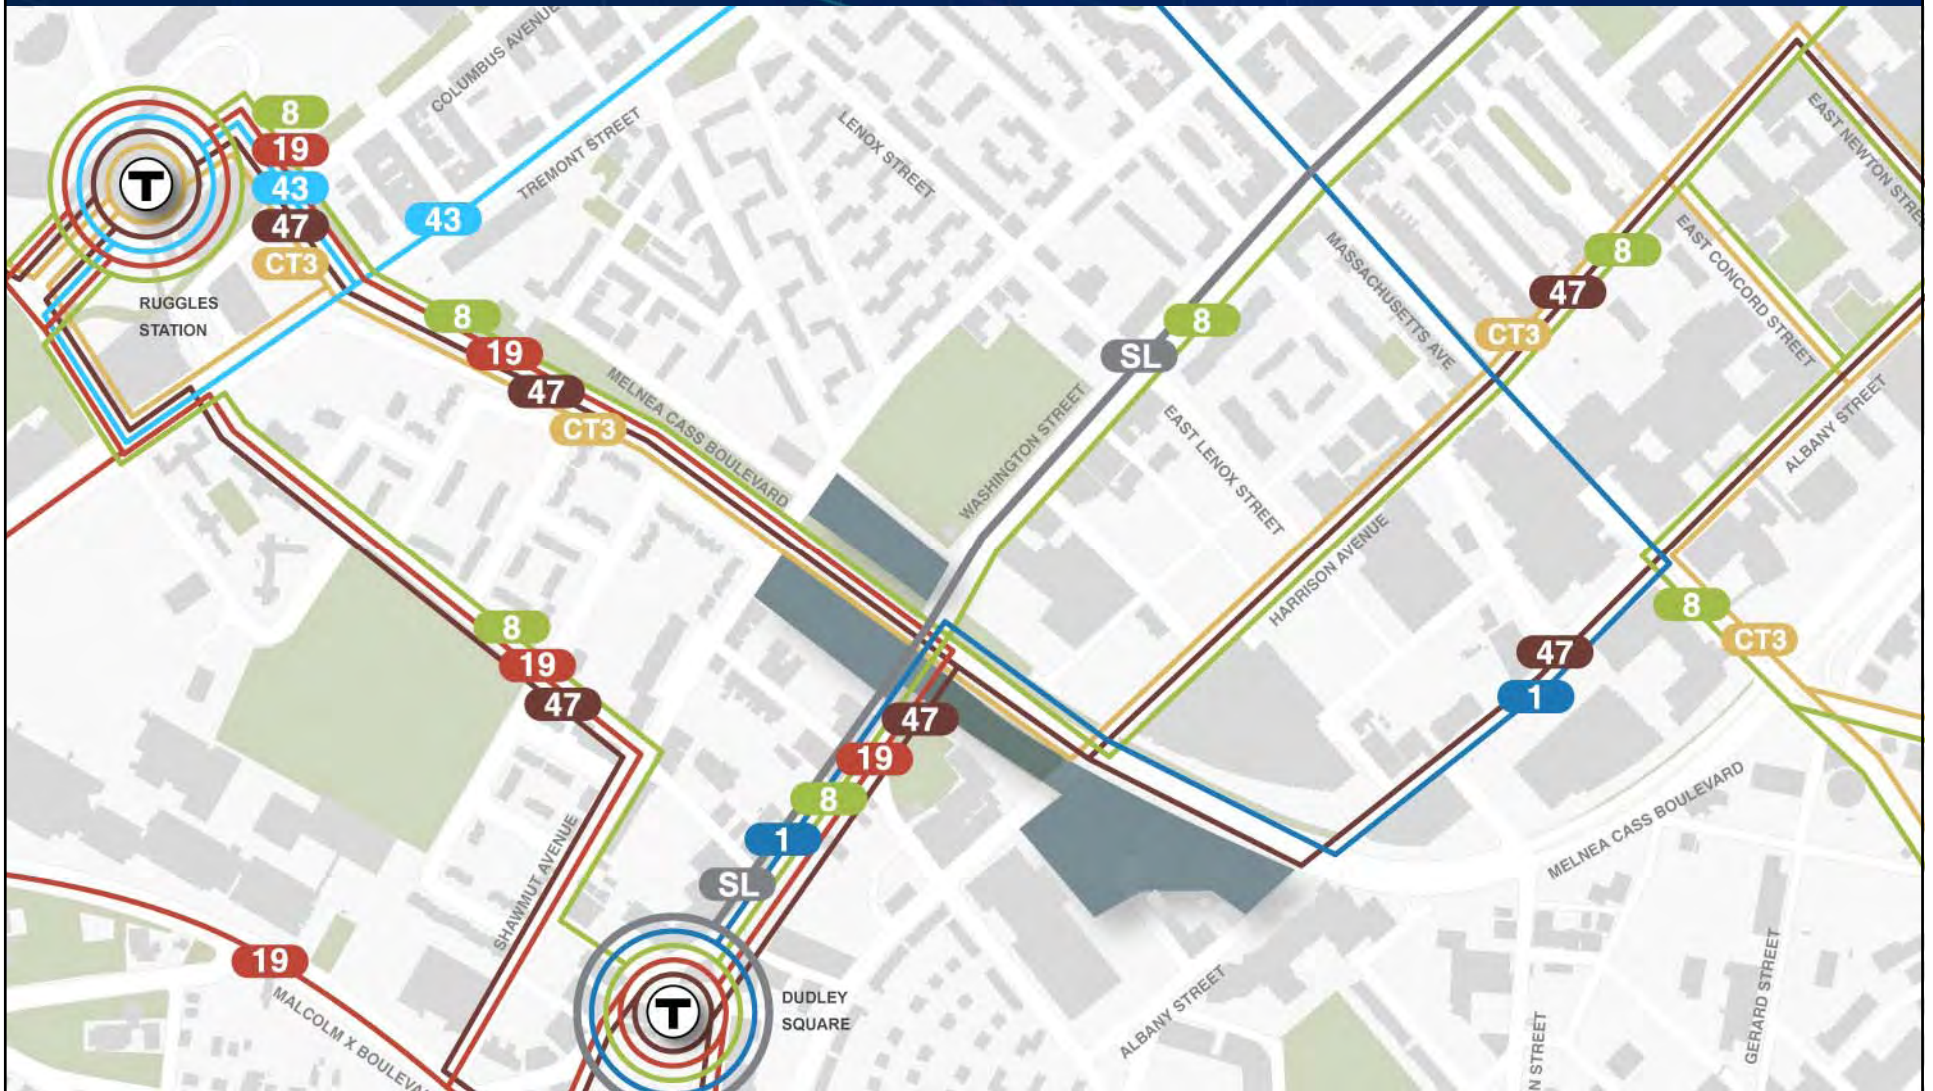 COLUMBUS AVENUE
8
19
43
47
CT3
T
RUGGLES
STATION
43
TREMONT STREET
LENOX STREET
EAST NEWTON
8
19
47
CT3
MELNEA CASS BOULEVARD
WASHINGTON STREET
8
SL
EAST LENOX STREET
MASSACHUSETTS AVE
8
47
CT3
EAST CONCORD STREET
ALBANY STREET
HARRISON AVENUE
8
CT3
47
1
8
19
47
47
19
8
1
SL
MELNEA CASS BOULEVARD
SHAWMUT AVENUE
19
MALCOLM X
T
DUDLEY
SQUARE
ALBANY STREET
STREET
GERARD STREET